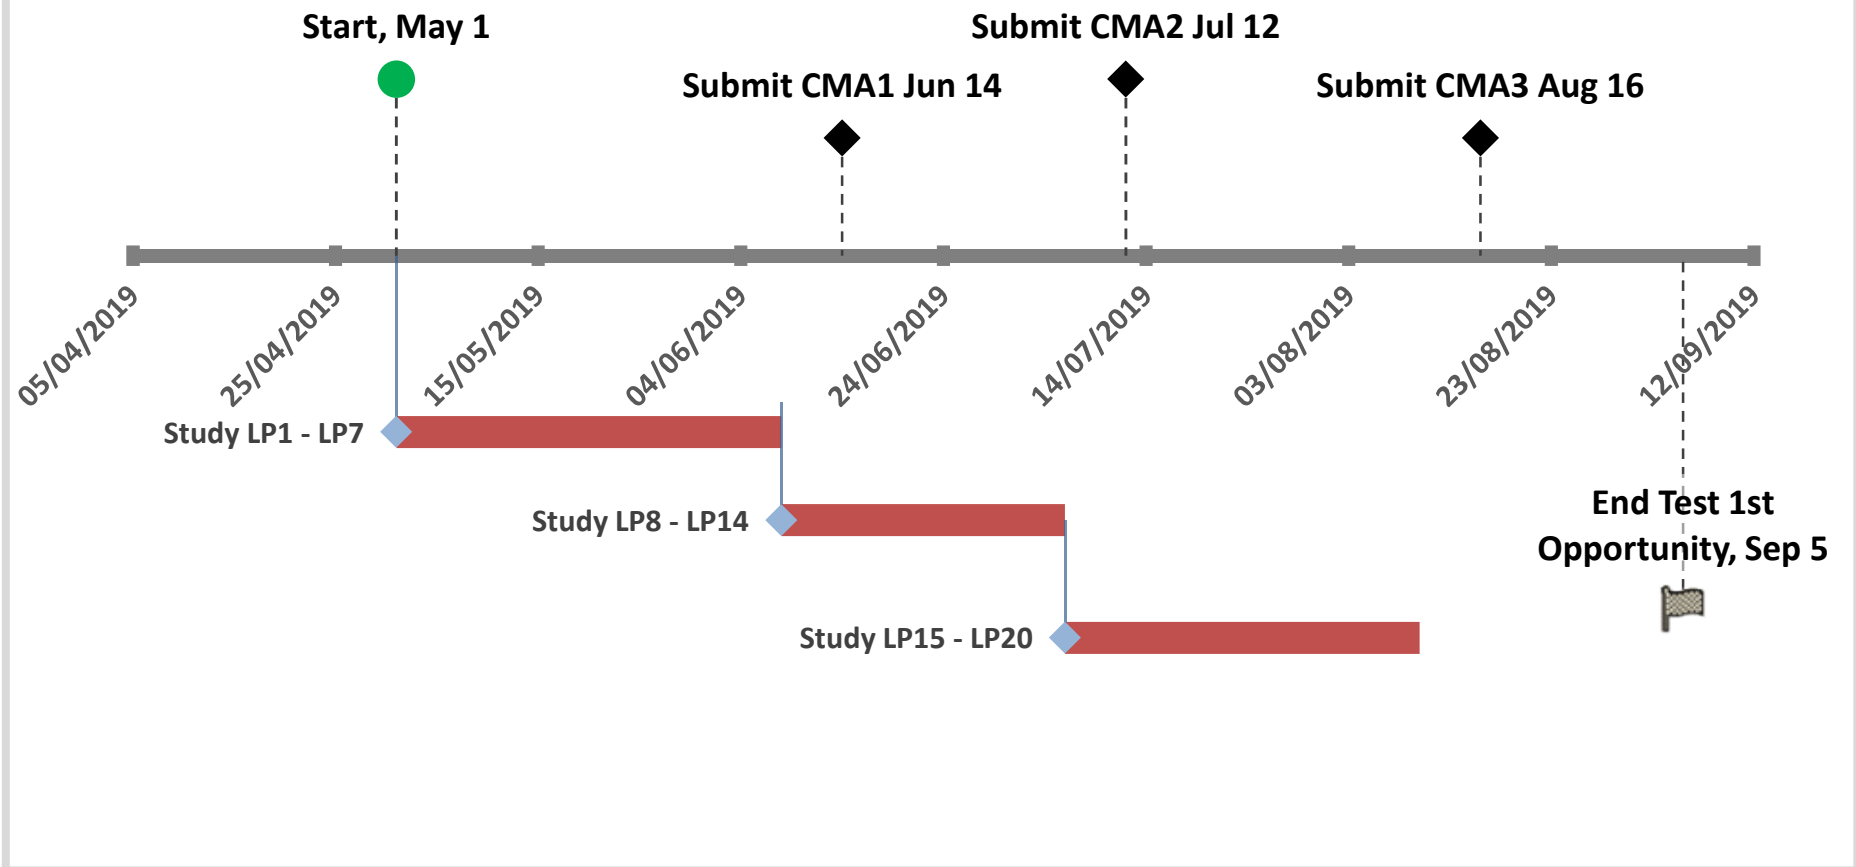 Start, May 1
Submit CMA2 Jul 12
Submit CMA1 Jun 14
Submit CMA3 Aug 16
05/04/2019
25/04/2019
15/05/2019
04/06/2019
24/06/2019
14/07/2019
03/08/2019
23/08/2019
12/09/2019
Study LP1 - LP7
Study LP8 - LP14
End Test 1st
Opportunity, Sep 5
Study LP15 - LP20